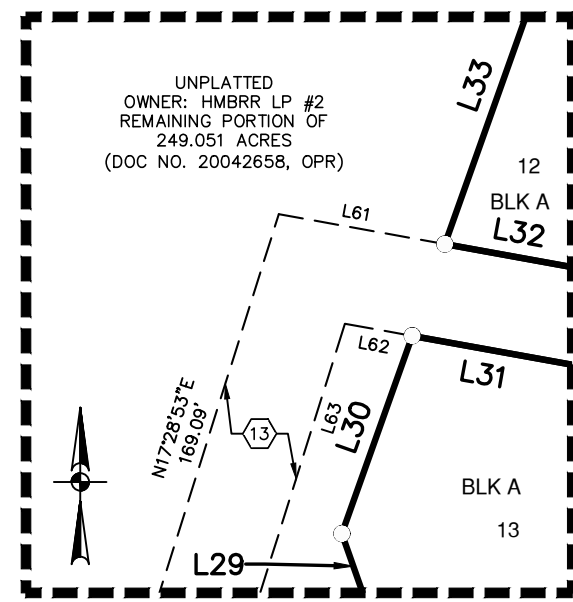 UNPLATTED
OWNER: HMBRR LP #2
REMAINING PORTION OF
249.051 ACRES
(DOC NO. 20042658, OPR)
L33
12
BLK A
L32
L61
L62
L31
L63
L30
N17°28'53"E
169.09'
13
BLK A
13
L29